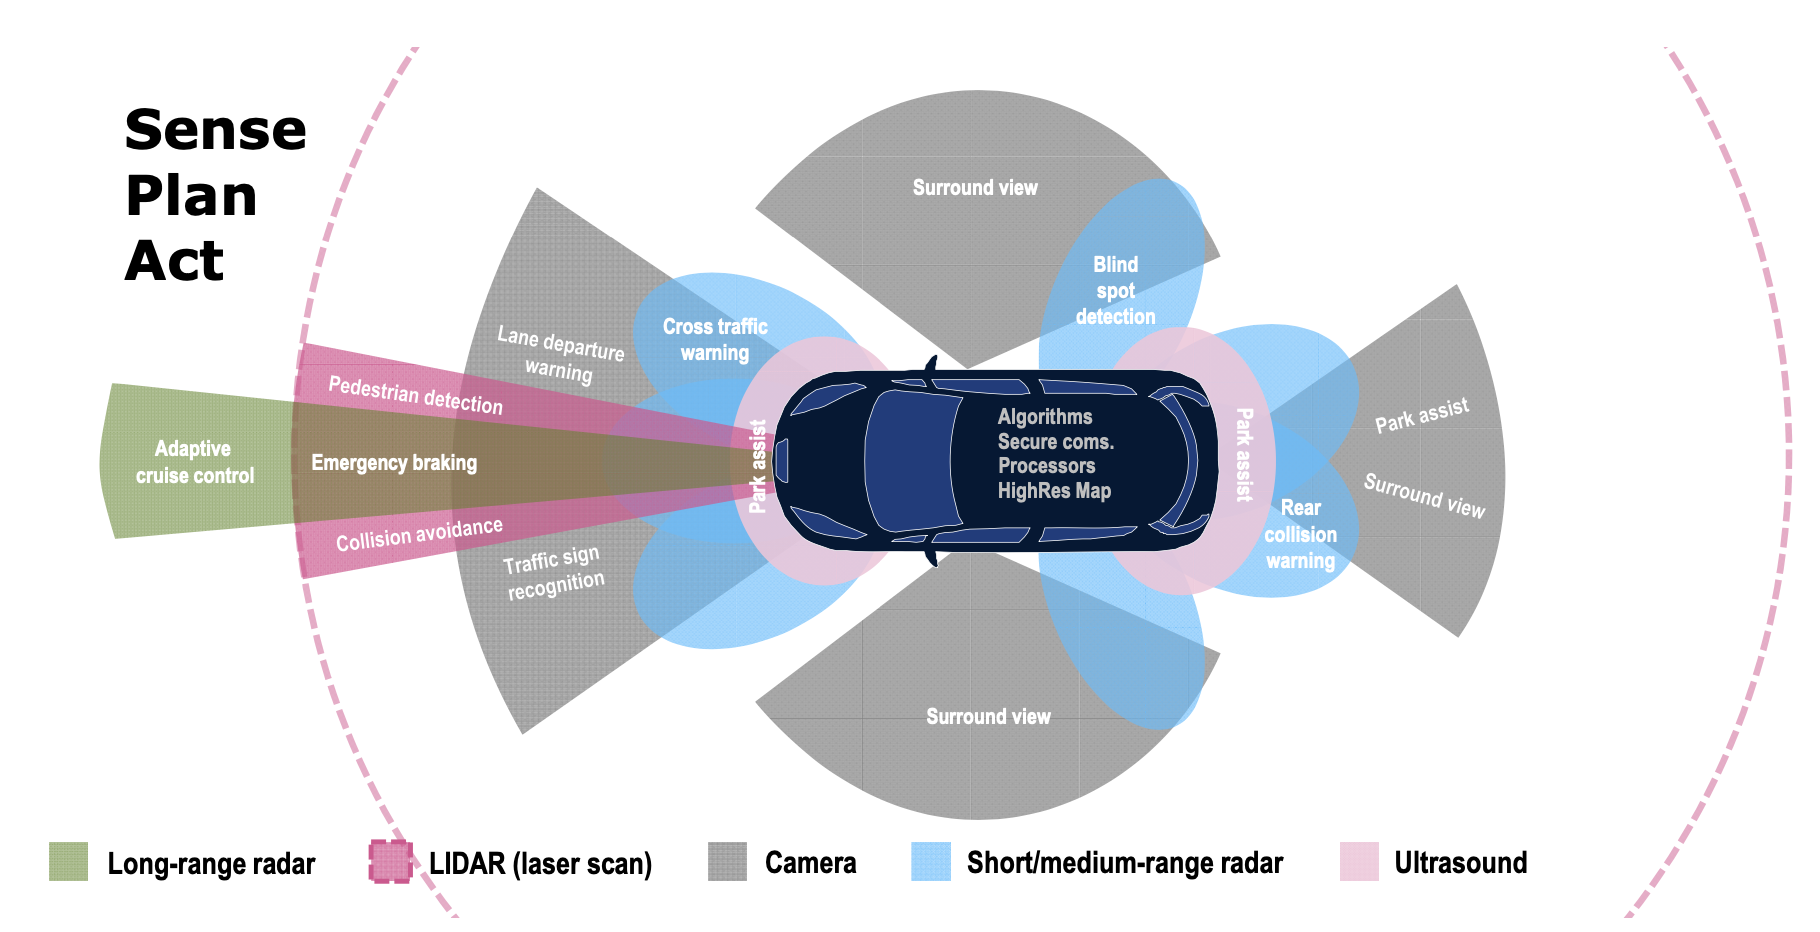 Sense
Plan
Act
Surround view
Blind
spot
detection
Cross traffic
warning
Lane departure
warning
Pedestrian detection
Adaptive
cruise control
Emergency braking
Collision avoidance
Traffic sign
recognition
Park assist
Algorithms
Secure coms.
Processors
HighRes Map
Park assist
Park assist
Surround view
Rear
collision
warning
Surround view
Long-range radar
LIDAR (laser scan)
Camera
Short/medium-range radar
Ultrasound